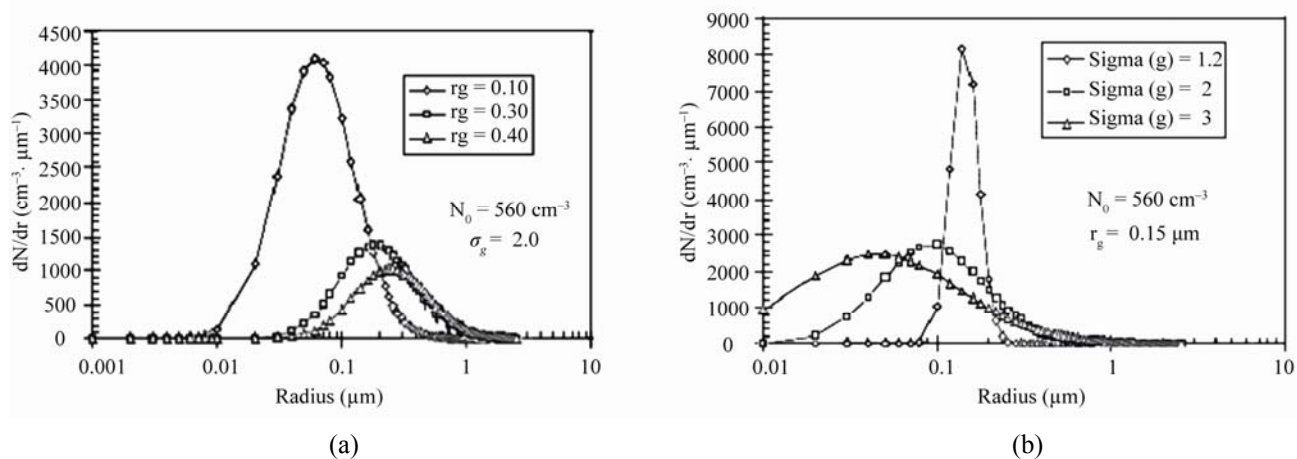 dN/dr (cm⁻³· μm⁻¹)
4500
4000
3500
3000
2500
2000
1500
1000
500
0
rg = 0.10
rg = 0.30
rg = 0.40
N₀ = 560 cm⁻³
σg = 2.0
0.001 0.01 0.1 1 10
Radius (μm)
(a)
dN/dr (cm⁻³· μm⁻¹)
9000
8000
7000
6000
5000
4000
3000
2000
1000
0
Sigma (g) = 1.2
Sigma (g) = 2
Sigma (g) = 3
N₀ = 560 cm⁻³
rg = 0.15 μm
0.01 0.1 1 10
Radius (μm)
(b)